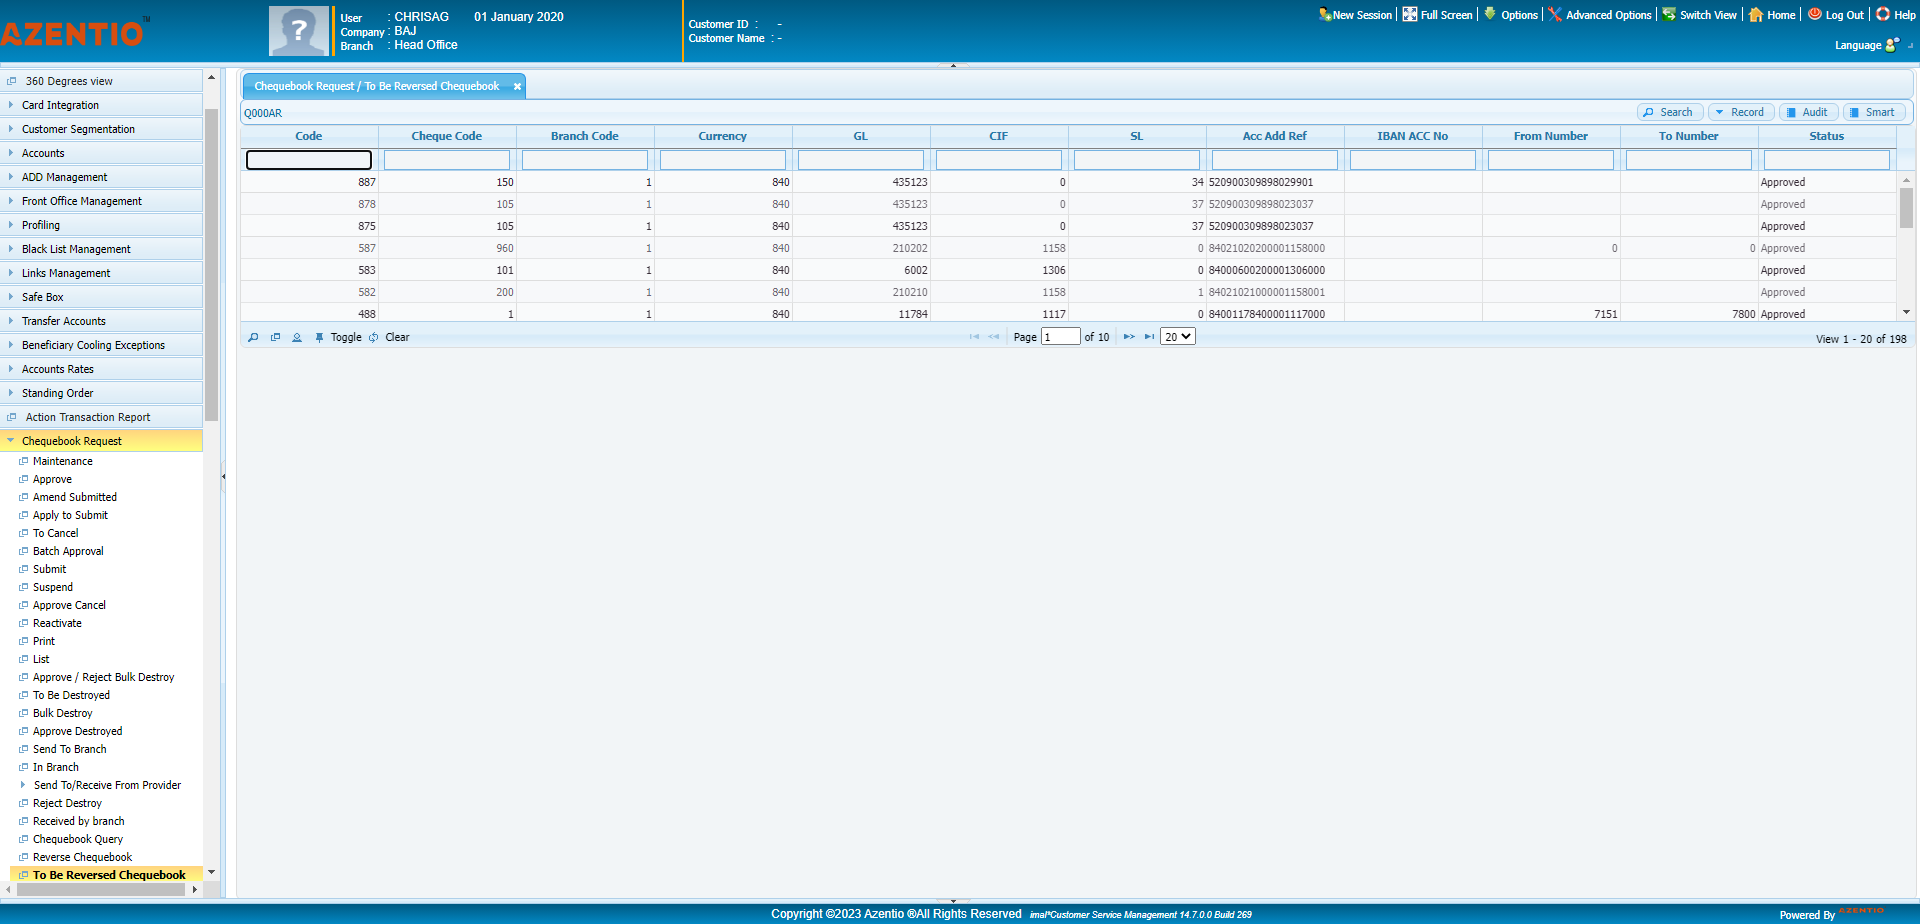 AZENTIO™
User : CHRISAG 01 January 2020
Company : BAJ
Branch : Head Office
Customer ID : -
Customer Name : -
New Session Full Screen Options Advanced Options Switch View Home Log Out Help
Language
360 Degrees view
Card Integration
Customer Segmentation
Accounts
ADD Management
Front Office Management
Profiling
Black List Management
Links Management
Safe Box
Transfer Accounts
Beneficiary Cooling Exceptions
Accounts Rates
Standing Order
Action Transaction Report
Chequebook Request
Maintenance
Approve
Amend Submitted
Apply to Submit
To Cancel
Batch Approval
Submit
Suspend
Approve Cancel
Reactivate
Print
List
Approve / Reject Bulk Destroy
To Be Destroyed
Bulk Destroy
Approve Destroyed
Send To Branch
In Branch
Send To/Receive From Provider
Reject Destroy
Received by branch
Chequebook Query
Reverse Chequebook
To Be Reversed Chequebook
Chequebook Request / To Be Reversed Chequebook
Q000AR Search Record Audit Smart
Code Cheque Code Branch Code Currency GL CIF SL Acc Add Ref IBAN ACC No From Number To Number Status
887 150 1 840 435123 0 34 520900309898029901 Approved
878 105 1 840 435123 0 37 520900309898023037 Approved
875 105 1 840 435123 0 37 520900309898023037 Approved
587 960 1 840 210202 1158 0 84021020200001158000 0 0 Approved
583 101 1 840 6002 1306 0 84000600200001306000 Approved
582 200 1 840 210210 1158 1 84021021000001158001 Approved
488 1 1 840 11784 1117 0 84001178400001117000 7151 7800 Approved
Toggle Clear Page 1 of 10 20 View 1 - 20 of 198
Copyright ©2023 Azentio ®All Rights Reserved imal*Customer Service Management 14.7.0.0 Build 269
Powered By AZENTIO